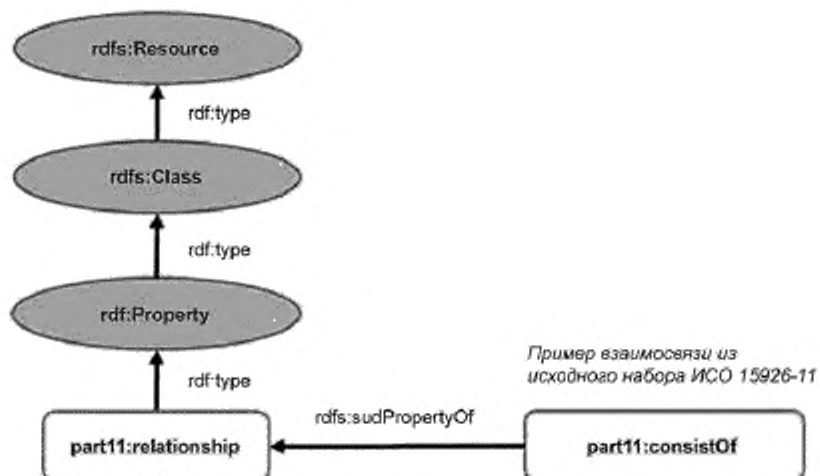 rdfs:Resource
rdf:type
rdfs:Class
rdf:type
rdf:Property
Пример взаимосвязи из
исходного набора ИСО 15926-11
rdf:type
rdfs:sudPropertyOf
part11:relationship
part11:consistOf